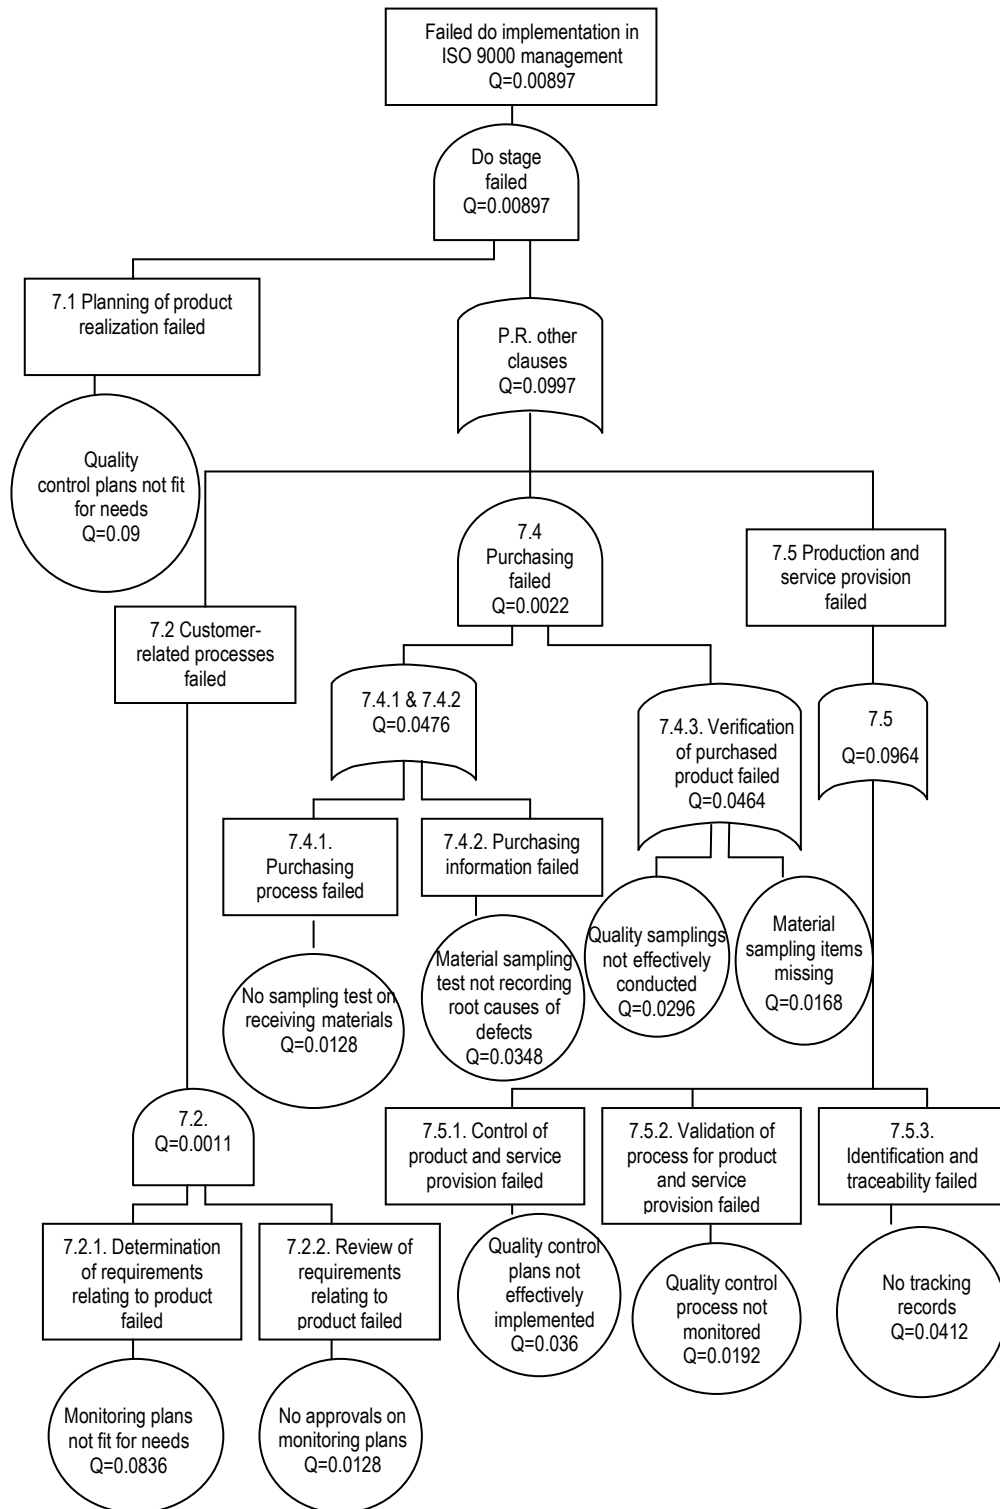 Failed do implementation in
ISO 9000 management
Q=0.00897
Do stage
failed
Q=0.00897
7.1 Planning of product
realization failed
P.R. other
clauses
Q=0.0997
Quality
control plans not fit
for needs
Q=0.09
7.4
Purchasing
failed
Q=0.0022
7.5 Production and
service provision
failed
7.2 Customer-
related processes
failed
7.4.1 & 7.4.2
Q=0.0476
7.4.3. Verification
of purchased
product failed
Q=0.0464
7.5
Q=0.0964
7.4.1.
Purchasing
process failed
7.4.2. Purchasing
information failed
Quality samplings
not effectively
conducted
Q=0.0296
Material
sampling items
missing
Q=0.0168
No sampling test on
receiving materials
Q=0.0128
Material sampling
test not recording
root causes of
defects
Q=0.0348
7.2.
Q=0.0011
7.5.1. Control of
product and service
provision failed
7.5.2. Validation of
process for product
and service
provision failed
7.5.3.
Identification and
traceability failed
7.2.1. Determination
of requirements
relating to product
failed
7.2.2. Review of
requirements
relating to
product failed
Quality control
plans not
effectively
implemented
Q=0.036
Quality control
process not
monitored
Q=0.0192
No tracking
records
Q=0.0412
Monitoring plans
not fit for needs
Q=0.0836
No approvals on
monitoring plans
Q=0.0128